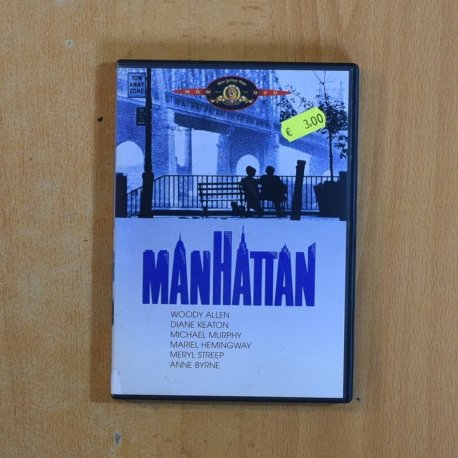 TOW
AWAY
ZONE
MGM DVD
€ 3,00
MANHATTAN
WOODY ALLEN
DIANE KEATON
MICHAEL MURPHY
MARIEL HEMINGWAY
MERYL STREEP
ANNE BYRNE